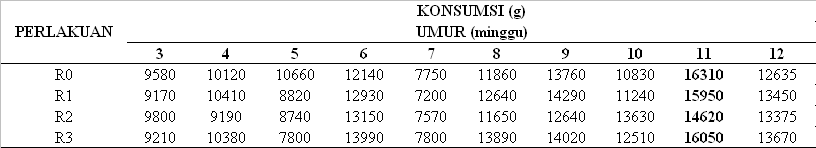 KONSUMSI (g)
PERLAKUAN UMUR (minggu)
3 4 5 6 7 8 9 10 11 12
R0 9580 10120 10660 12140 7750 11860 13760 10830 16310 12635
R1 9170 10410 8820 12930 7200 12640 14290 11240 15950 13450
R2 9800 9190 8740 13150 7570 11650 12640 13630 14620 13375
R3 9210 10380 7800 13990 7800 13890 14020 12510 16050 13670